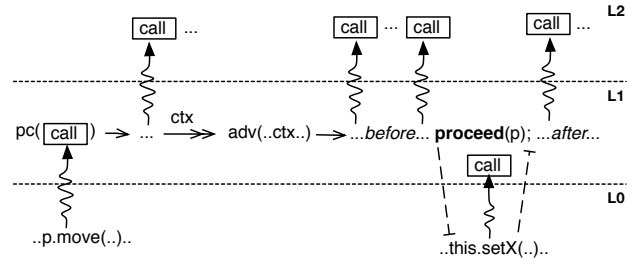 L2
call ... call ... call call ...
L1
ctx
pc( call ) ... adv(..ctx..) ...before... proceed(p); ...after...
call
L0
..p.move(..).. ..this.setX(..)..